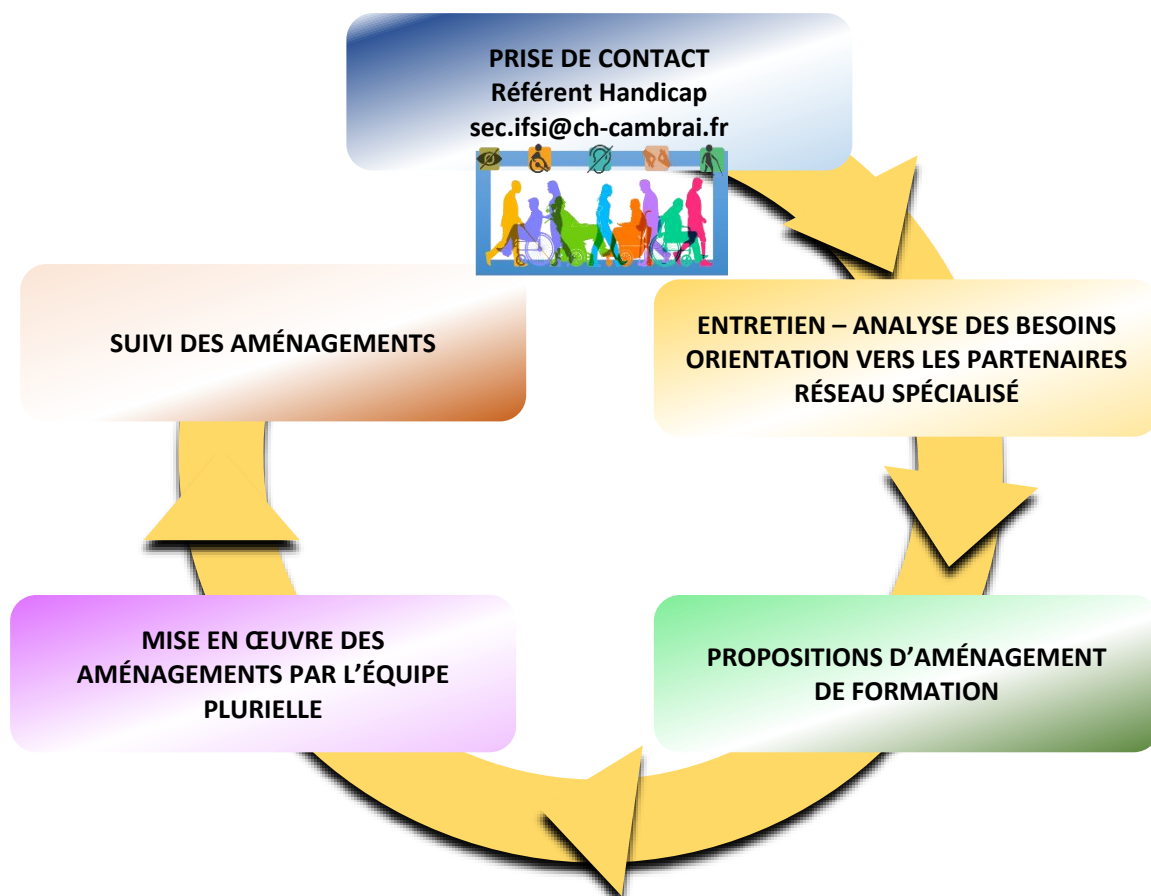 PRISE DE CONTACT
Référent Handicap
sec.ifsi@ch-cambrai.fr
ENTRETIEN – ANALYSE DES BESOINS
ORIENTATION VERS LES PARTENAIRES
RÉSEAU SPÉCIALISÉ
PROPOSITIONS D’AMÉNAGEMENT
DE FORMATION
MISE EN ŒUVRE DES
AMÉNAGEMENTS PAR L’ÉQUIPE
PLURIELLE
SUIVI DES AMÉNAGEMENTS